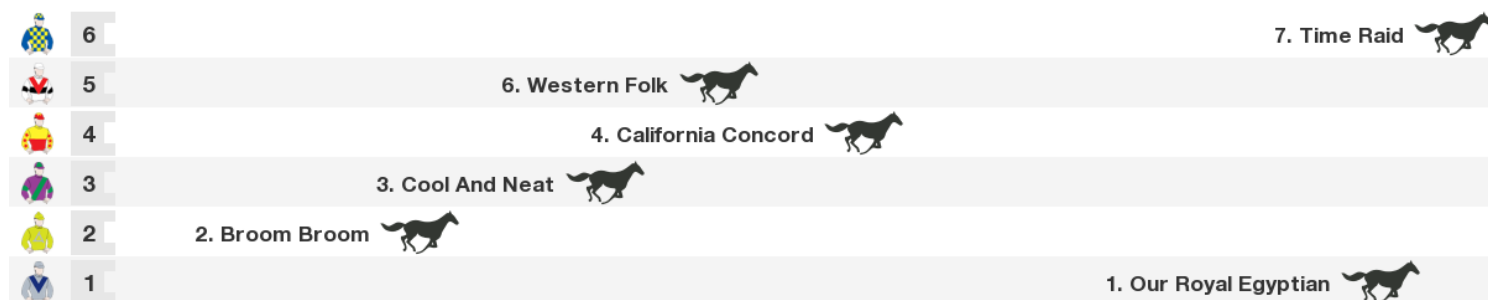 6 7. Time Raid
5 6. Western Folk
4 4. California Concord
3 3. Cool And Neat
2 2. Broom Broom
1 1. Our Royal Egyptian